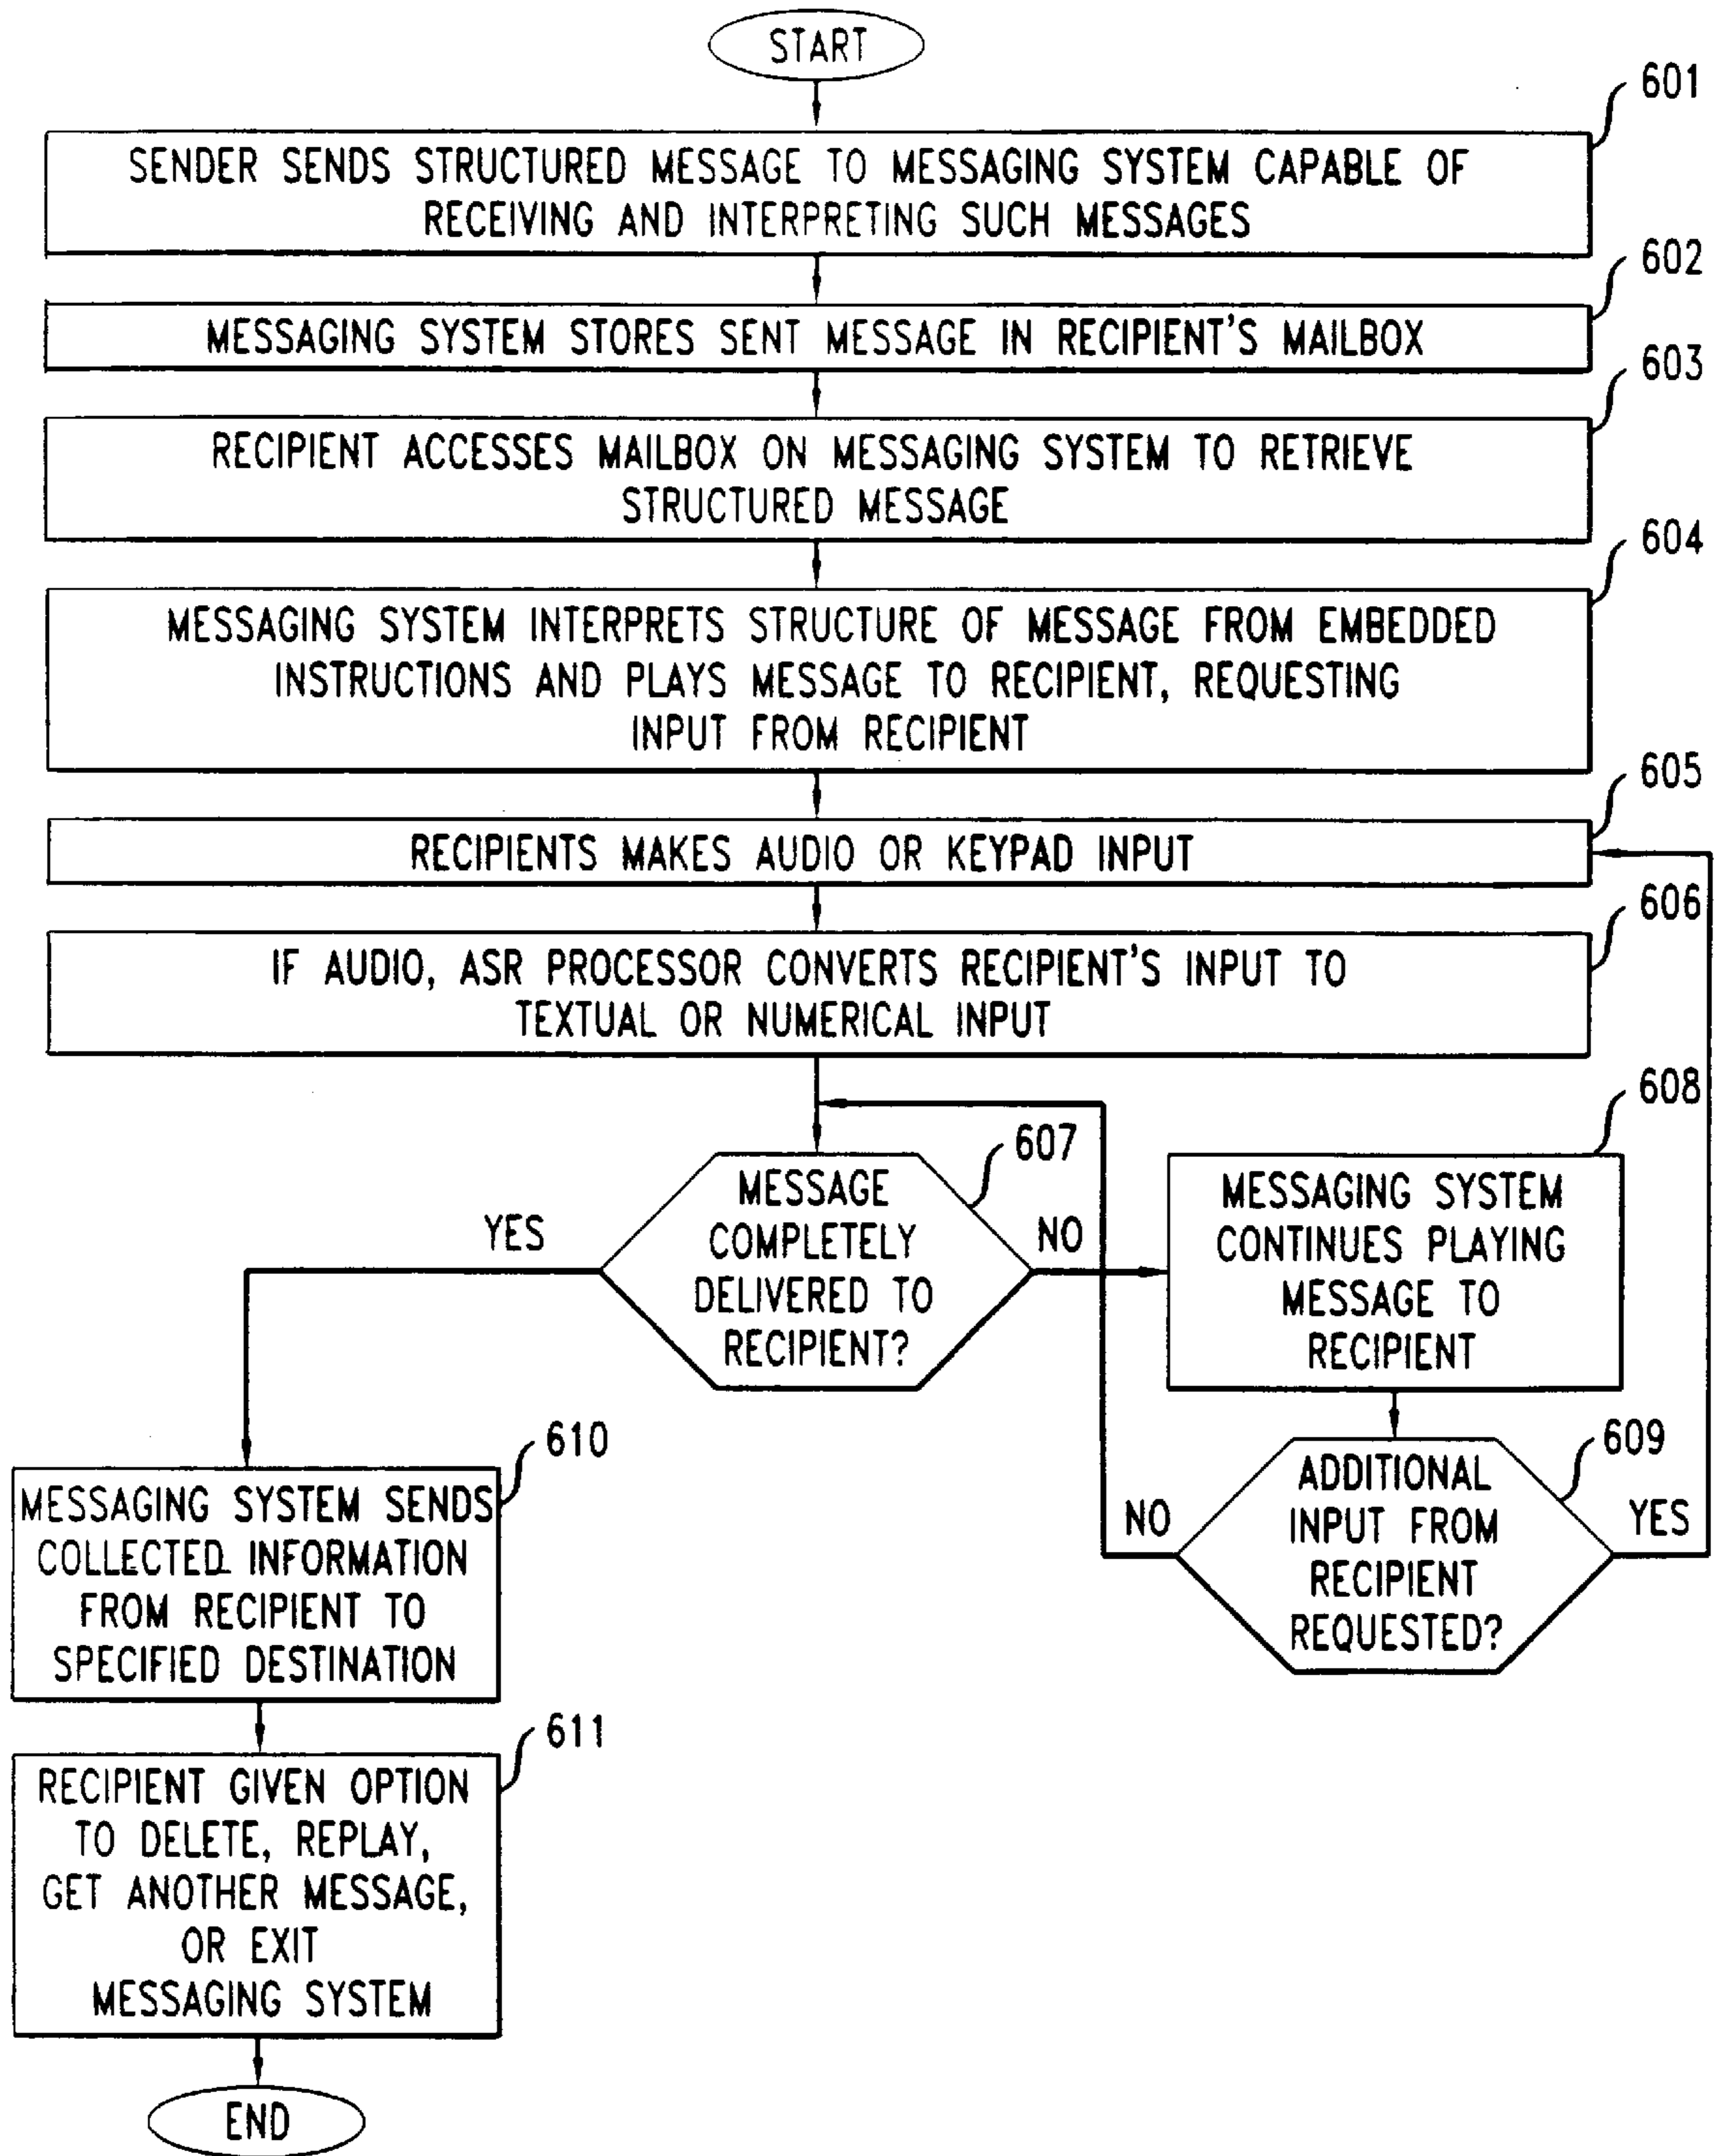 START
601
SENDER SENDS STRUCTURED MESSAGE TO MESSAGING SYSTEM CAPABLE OF
RECEIVING AND INTERPRETING SUCH MESSAGES
602
MESSAGING SYSTEM STORES SENT MESSAGE IN RECIPIENT'S MAILBOX
603
RECIPIENT ACCESSES MAILBOX ON MESSAGING SYSTEM TO RETRIEVE
STRUCTURED MESSAGE
604
MESSAGING SYSTEM INTERPRETS STRUCTURE OF MESSAGE FROM EMBEDDED
INSTRUCTIONS AND PLAYS MESSAGE TO RECIPIENT, REQUESTING
INPUT FROM RECIPIENT
605
RECIPIENTS MAKES AUDIO OR KEYPAD INPUT
606
IF AUDIO, ASR PROCESSOR CONVERTS RECIPIENT'S INPUT TO
TEXTUAL OR NUMERICAL INPUT
607
MESSAGE
COMPLETELY
DELIVERED TO
RECIPIENT?
YES
NO
608
MESSAGING SYSTEM
CONTINUES PLAYING
MESSAGE TO
RECIPIENT
609
ADDITIONAL
INPUT FROM
RECIPIENT
REQUESTED?
NO
YES
610
MESSAGING SYSTEM SENDS
COLLECTED INFORMATION
FROM RECIPIENT TO
SPECIFIED DESTINATION
611
RECIPIENT GIVEN OPTION
TO DELETE, REPLAY,
GET ANOTHER MESSAGE,
OR EXIT
MESSAGING SYSTEM
END